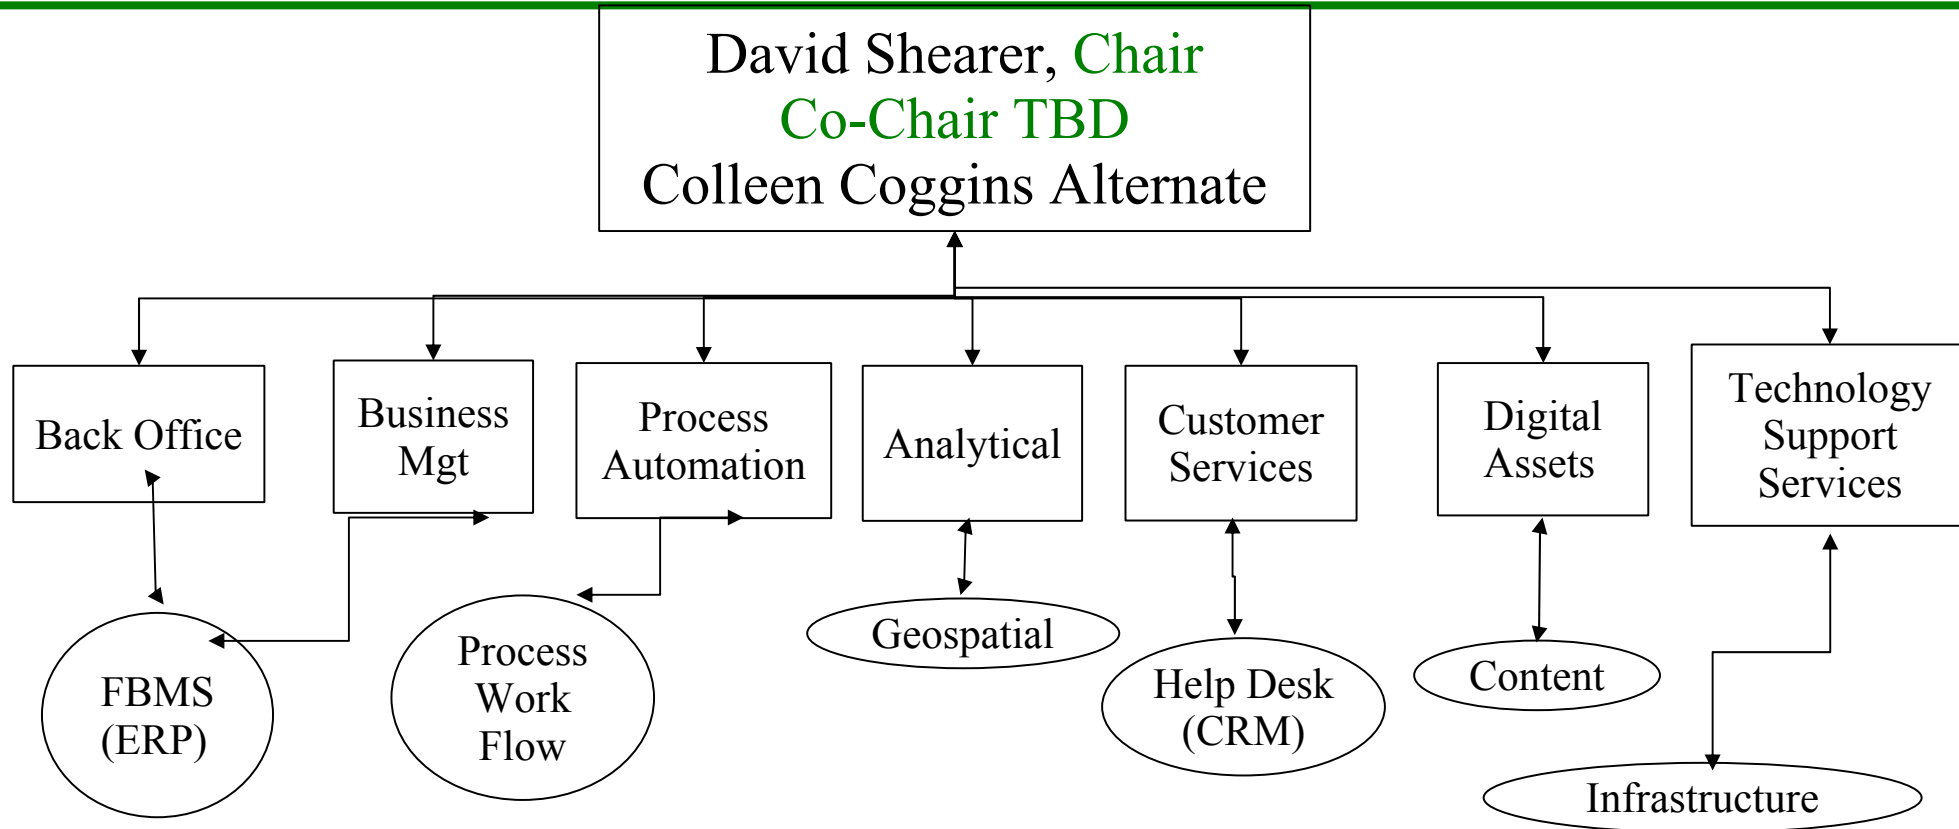 David Shearer, Chair
Co-Chair TBD
Colleen Coggins Alternate
Back Office
Business
Mgt
Process
Automation
Analytical
Customer
Services
Digital
Assets
Technology
Support
Services
FBMS
(ERP)
Process
Work
Flow
Geospatial
Help Desk
(CRM)
Content
Infrastructure